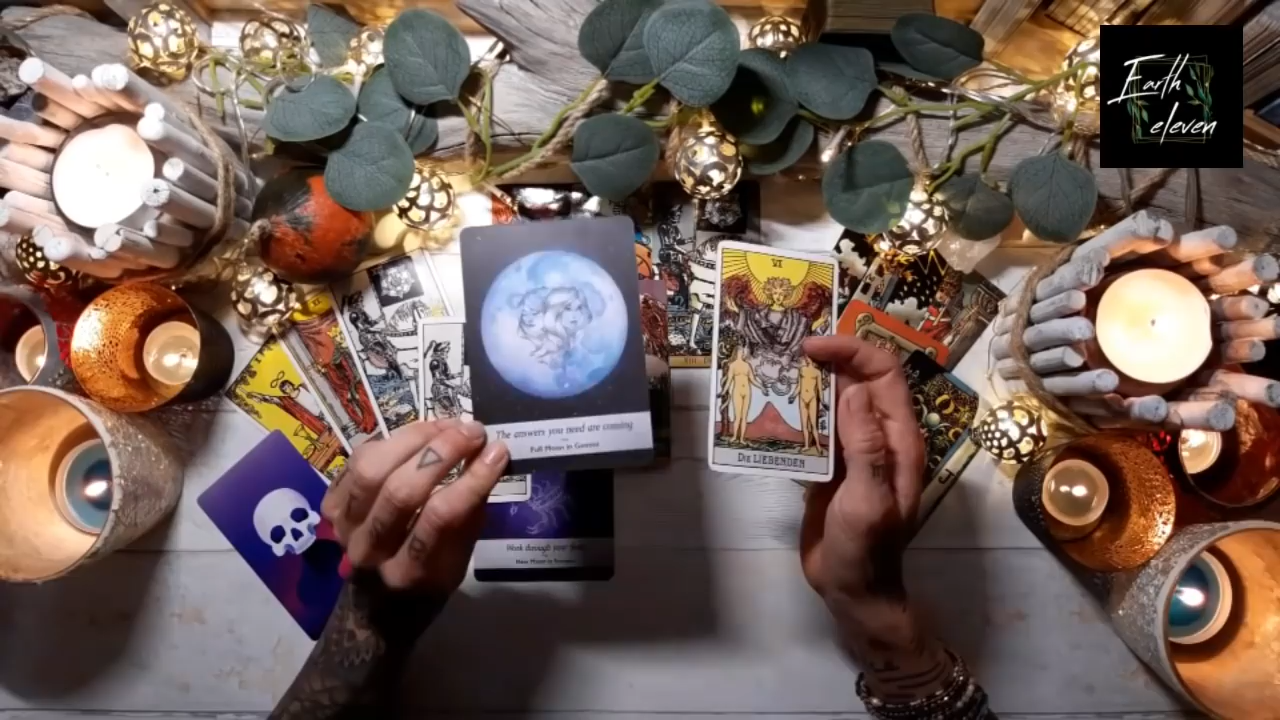 Earth
eleven
VI
The answers you need are coming
Full Moon in Gemini
DIE LIEBENDEN
Work through your
New Moon in Scorpio